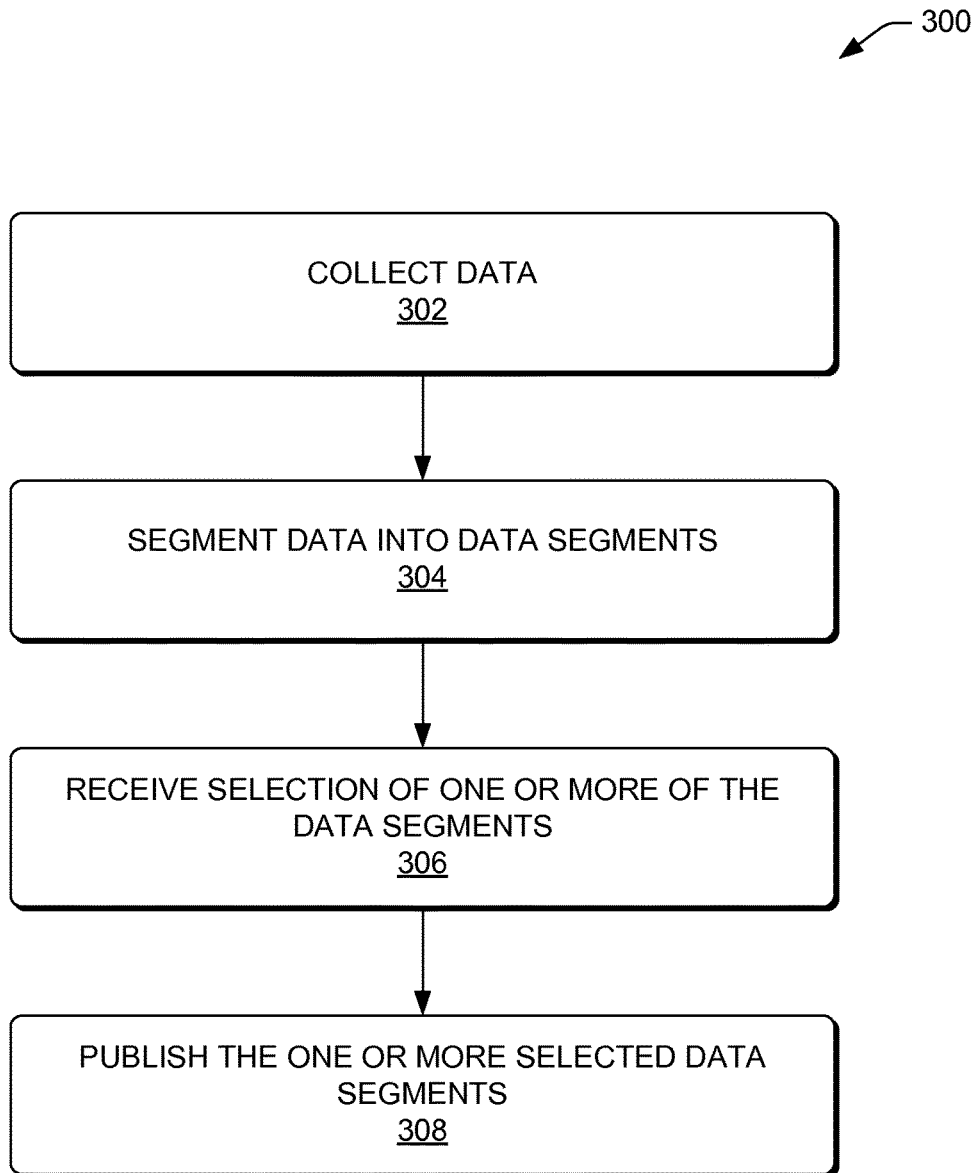 300
COLLECT DATA
302
SEGMENT DATA INTO DATA SEGMENTS
304
RECEIVE SELECTION OF ONE OR MORE OF THE
DATA SEGMENTS
306
PUBLISH THE ONE OR MORE SELECTED DATA
SEGMENTS
308